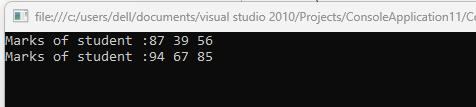 file:///c:/users/dell/documents/visual studio 2010/Projects/ConsoleApplication11/Co
Marks of student :87 39 56
Marks of student :94 67 85